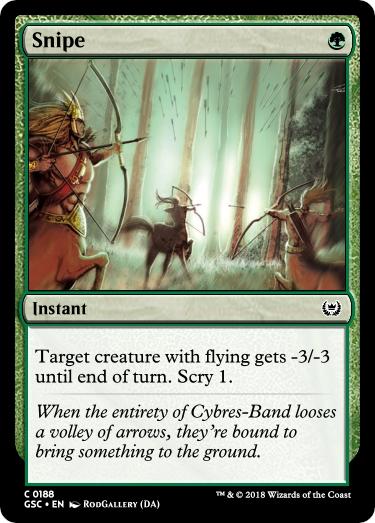 Snipe
Instant
Target creature with flying gets -3/-3
until end of turn. Scry 1.
When the entirety of Cybres-Band looses
a volley of arrows, they're bound to
bring something to the ground.
C 0188
GSC • EN RodGallery (DA)
™ & © 2018 Wizards of the Coast